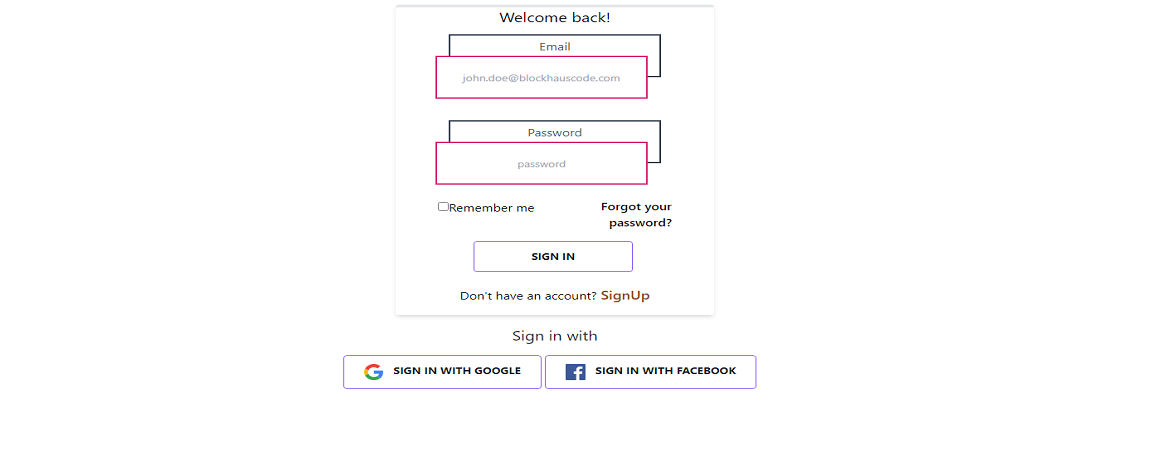 Welcome back!
Email
john.doe@blockhauscode.com
Password
password
Remember me
Forgot your
password?
SIGN IN
Don't have an account? SignUp
Sign in with
SIGN IN WITH GOOGLE
SIGN IN WITH FACEBOOK